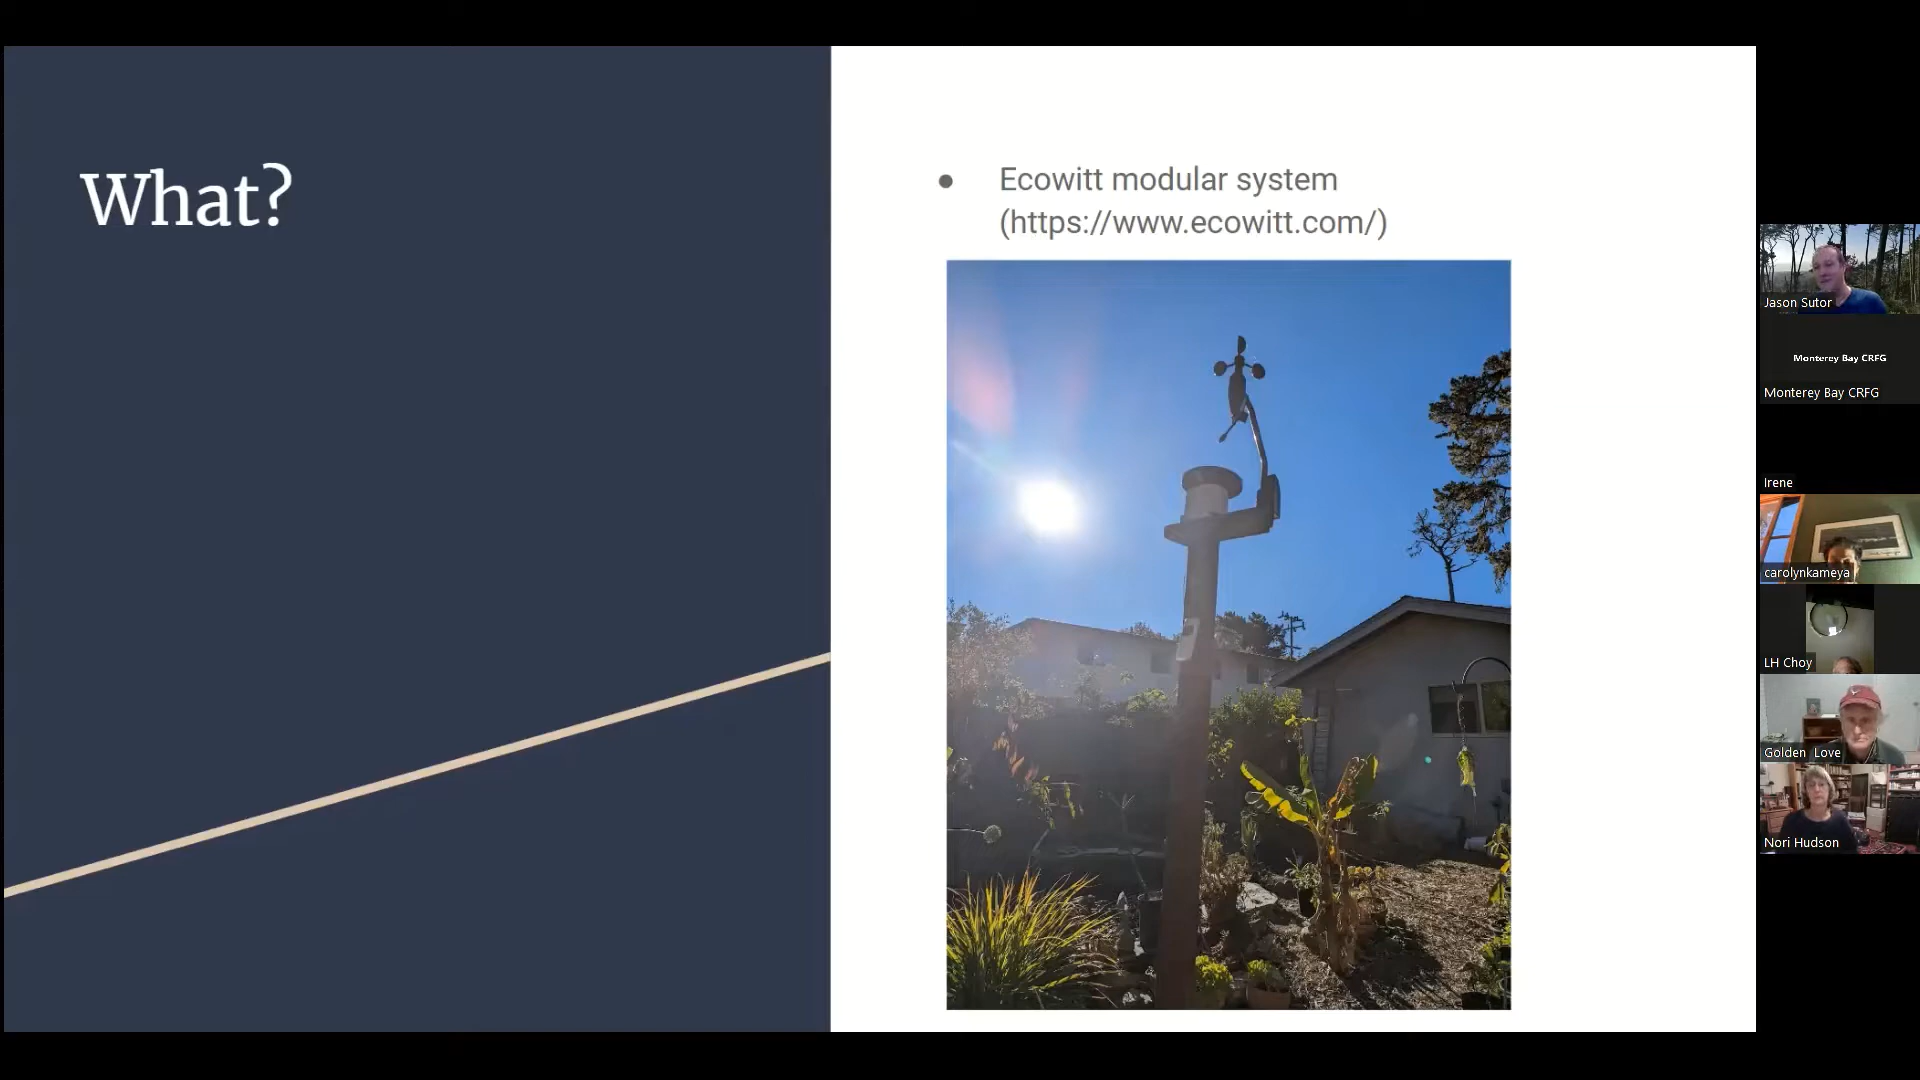 What?
● Ecowitt modular system
(https://www.ecowitt.com/)
Jason Sutor
Monterey Bay CRFG
Monterey Bay CRFG
Irene
carolynkameya
LH Choy
Golden Love
Nori Hudson